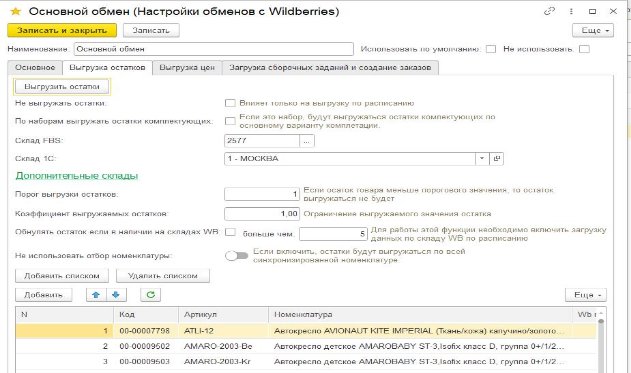 Основной обмен (Настройки обменов с Wildberries)
Записать и закрыть
Записать
Еще
Наименование:
Основной обмен
Использовать по умолчанию:
Не использовать:
Основное
Выгрузка остатков
Выгрузка цен
Загрузка сборочных заданий и создание заказов
Выгрузить остатки
Не выгружать остатки:
Влияет только на выгрузку по расписанию
По наборам выгружать остатки комплектующих:
Если это набор, будут выгружаться остатки комплектующих по
основному варианту комплетации.
Склад FBS:
2577
...
Склад 1С:
1 - МОСКВА
Дополнительные склады
Порог выгрузки остатков:
1
Если осаток товара меньше порогового значения, то остаток
выгружаться не будет
Коэффициент выгружаемых остатков:
1,00
Ограничение выгружаемого значения остатка
Обнулять остаток если в наличии на складах WB:
больше чем:
5
Для работы этой функции необходимо включить загрузку
данных по складу WB по расписанию
Не использовать отбор номенклатуры:
Если включить, остатки будут выгружаться по всей
синхронизированной номенклатуре
Добавить списком
Удалить списком
Добавить
Еще
N Код Артикул Номенклатура Wb
1 00-00007798 ATLI-12 Автокресло AVIONAUT KITE IMPERIAL (Ткань/кожа) капучино/золото...
2 00-00009502 AMARO-2003-Be Автокресло детское AMAROBABY ST-3,Isofix класс D, группа 0+/1/2...
3 00-00009503 AMARO-2003-Kr Автокресло детское AMAROBABY ST-3,Isofix класс D, группа 0+/1/2...